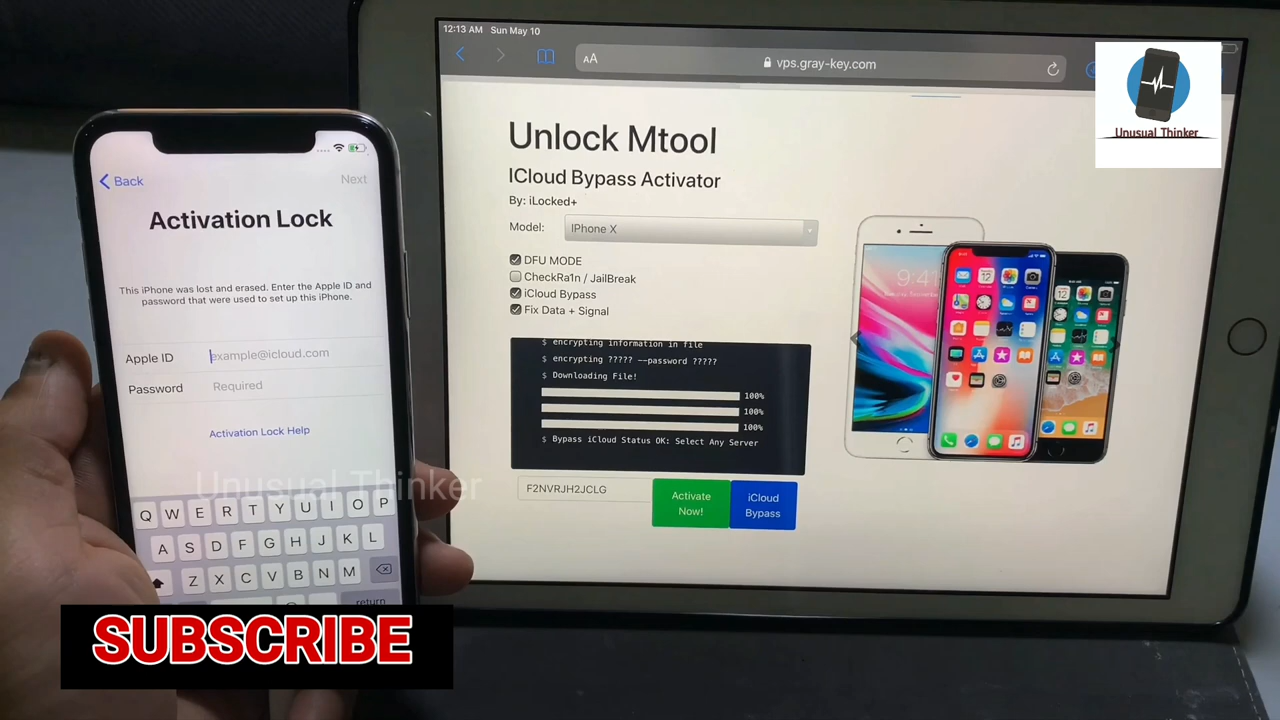 12:13 AM Sun May 10
AA
vps.gray-key.com
Unusual Thinker
Unlock Mtool
ICloud Bypass Activator
By: iLocked+
Model: IPhone X
DFU MODE
CheckRa1n / JailBreak
iCloud Bypass
Fix Data + Signal
$ encrypting information in file
$ encrypting ????? --password ?????
$ Downloading File!
100%
100%
100%
$ Bypass iCloud Status OK: Select Any Server
F2NVRJH2JCLG
Activate Now!
iCloud Bypass
9:41
Back
Next
Activation Lock
This iPhone was lost and erased. Enter the Apple ID and
password that were used to set up this iPhone.
Apple ID example@icloud.com
Password Required
Activation Lock Help
Unusual Thinker
Q W E R T Y U I O P
A S D F G H J K L
Z X C V B N M
return
SUBSCRIBE